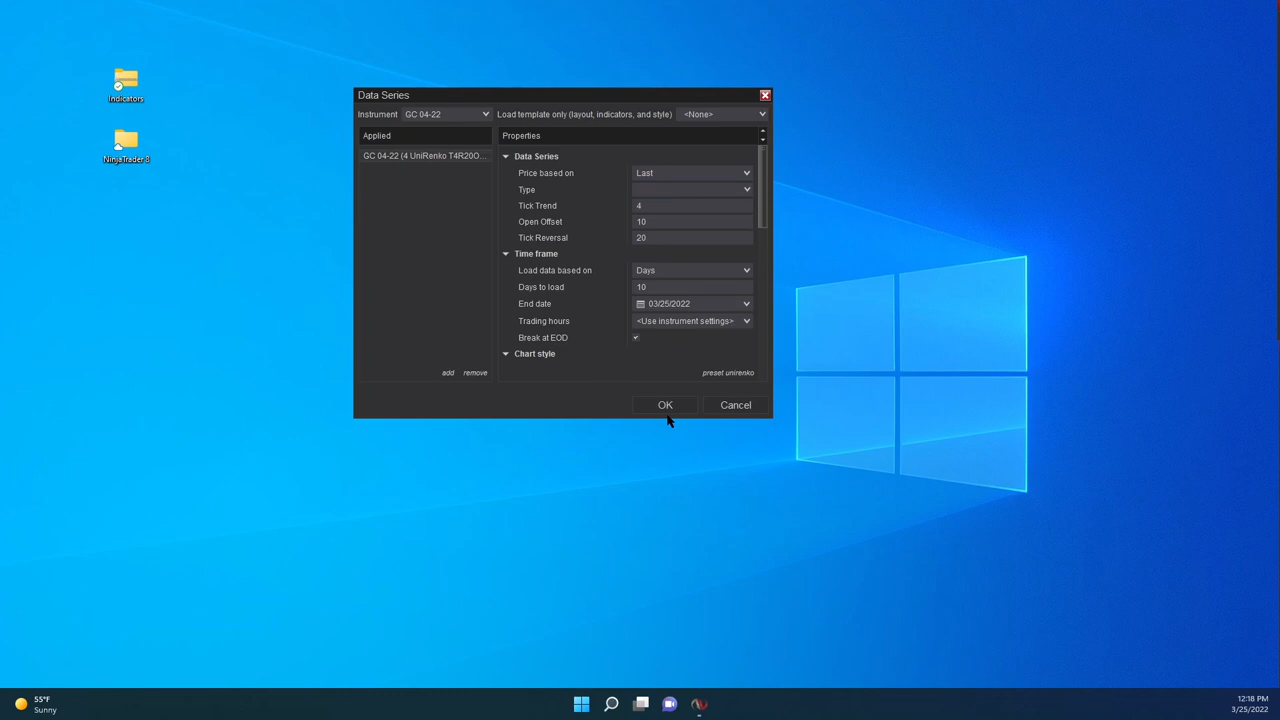 Indicators
NinjaTrader 8
Data Series
Instrument GC 04-22 Load template only (layout, indicators, and style) <None>
Applied
GC 04-22 (4 UniRenko T4R20O...
Properties
Data Series
Price based on Last
Type
Tick Trend 4
Open Offset 10
Tick Reversal 20
Time frame
Load data based on Days
Days to load 10
End date 03/25/2022
Trading hours <Use instrument settings>
Break at EOD
Chart style
add remove
preset unirenko
OK Cancel
55°F
Sunny
12:18 PM
3/25/2022